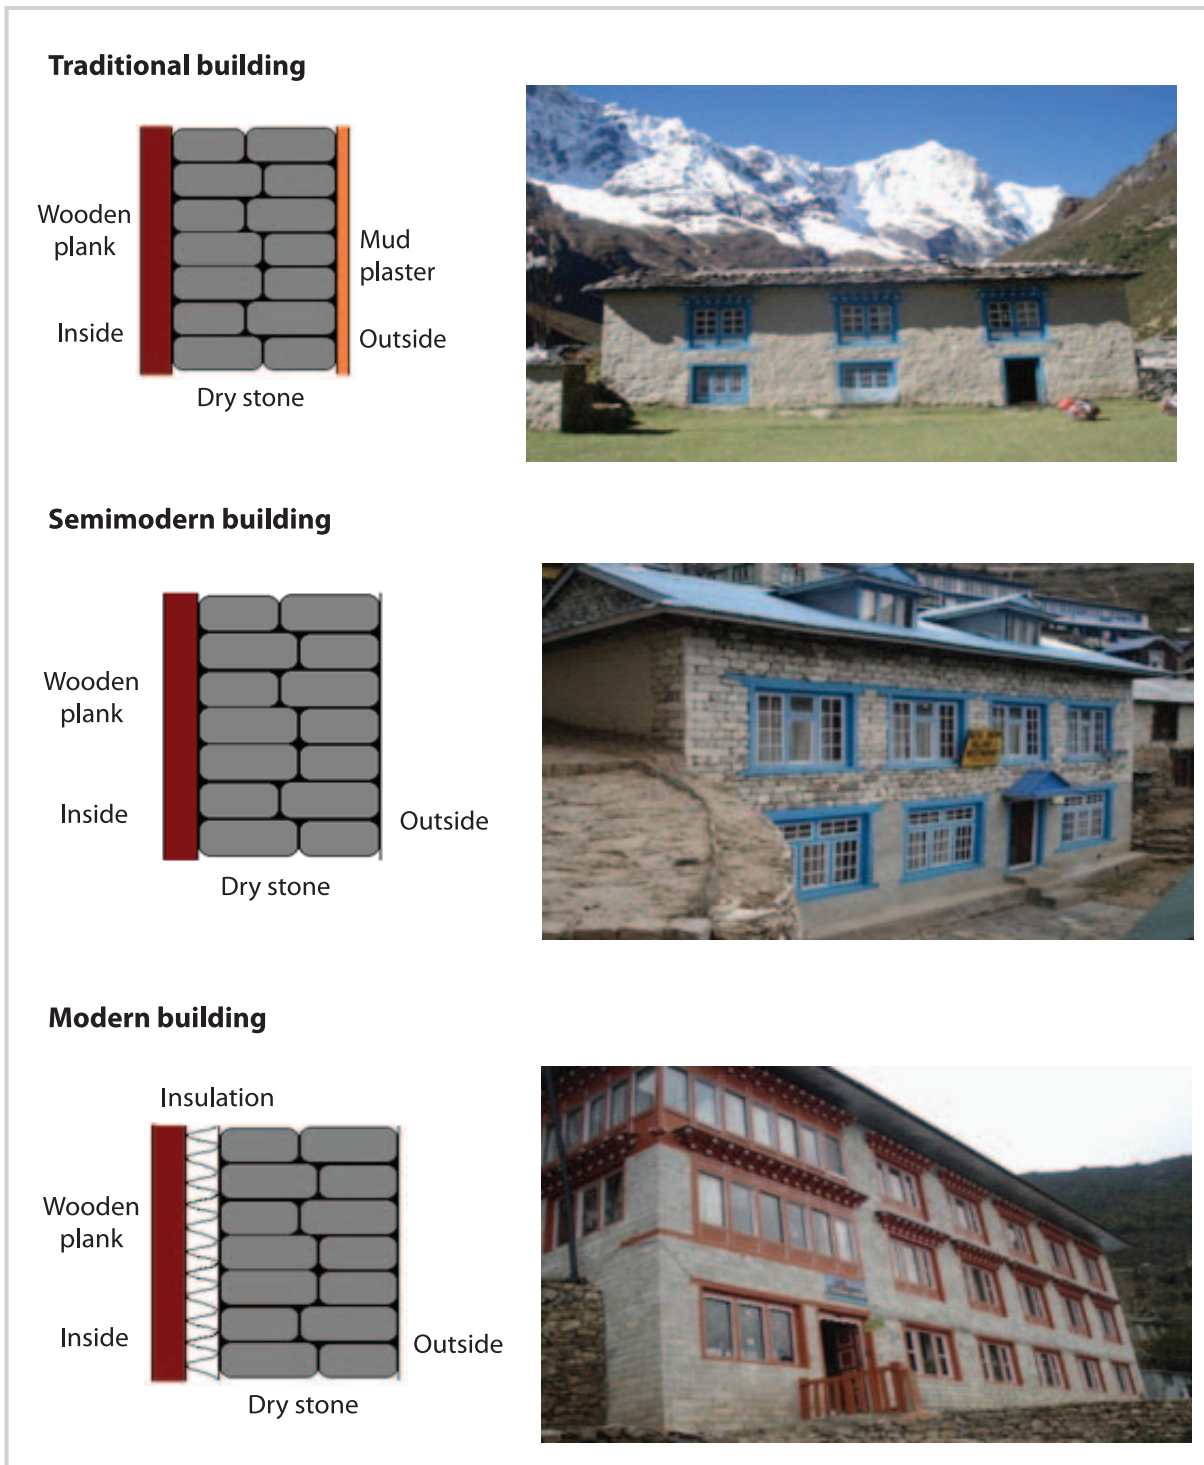 Traditional building
Wooden
plank
Mud
plaster
Inside
Outside
Dry stone
Semimodern building
Wooden
plank
Inside
Outside
Dry stone
Modern building
Insulation
Wooden
plank
Inside
Outside
Dry stone